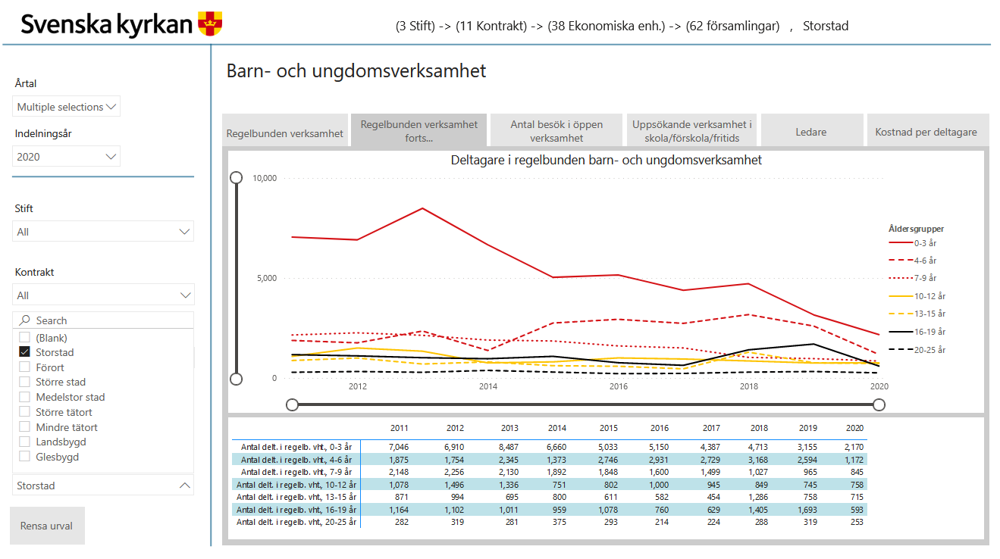 Svenska kyrkan
(3 Stift) -> (11 Kontrakt) -> (38 Ekonomiska enh.) -> (62 församlingar) , Storstad
Årtal
Multiple selections
Indelningsår
2020
Stift
All
Kontrakt
All
Search
(Blank)
Storstad
Förort
Större stad
Medelstor stad
Större tätort
Mindre tätort
Landsbygd
Glesbygd
Storstad
Rensa urval
Barn- och ungdomsverksamhet
Regelbunden verksamhet
Regelbunden verksamhet
forts...
Antal besök i öppen
verksamhet
Uppsökande verksamhet i
skola/förskola/fritids
Ledare
Kostnad per deltagare
Deltagare i regelbunden barn- och ungdomsverksamhet
10,000
5,000
0
2012 2014 2016 2018 2020
Åldersgrupper
0-3 år
4-6 år
7-9 år
10-12 år
13-15 år
16-19 år
20-25 år
2011 2012 2013 2014 2015 2016 2017 2018 2019 2020
Antal delt. i regelb. vht., 0-3 år 7,046 6,910 8,487 6,660 5,033 5,150 4,387 4,713 3,155 2,170
Antal delt. i regelb. vht., 4-6 år 1,875 1,754 2,345 1,373 2,746 2,931 2,729 3,168 2,594 1,172
Antal delt. i regelb. vht., 7-9 år 2,148 2,256 2,130 1,892 1,848 1,600 1,499 1,027 965 845
Antal delt. i regelb. vht., 10-12 år 1,078 1,496 1,336 751 802 1,000 945 849 745 758
Antal delt. i regelb. vht., 13-15 år 871 994 695 800 611 582 454 1,286 758 715
Antal delt. i regelb. vht., 16-19 år 1,164 1,102 1,011 959 1,078 760 629 1,405 1,693 593
Antal delt. i regelb. vht., 20-25 år 282 319 281 375 293 214 224 288 319 253